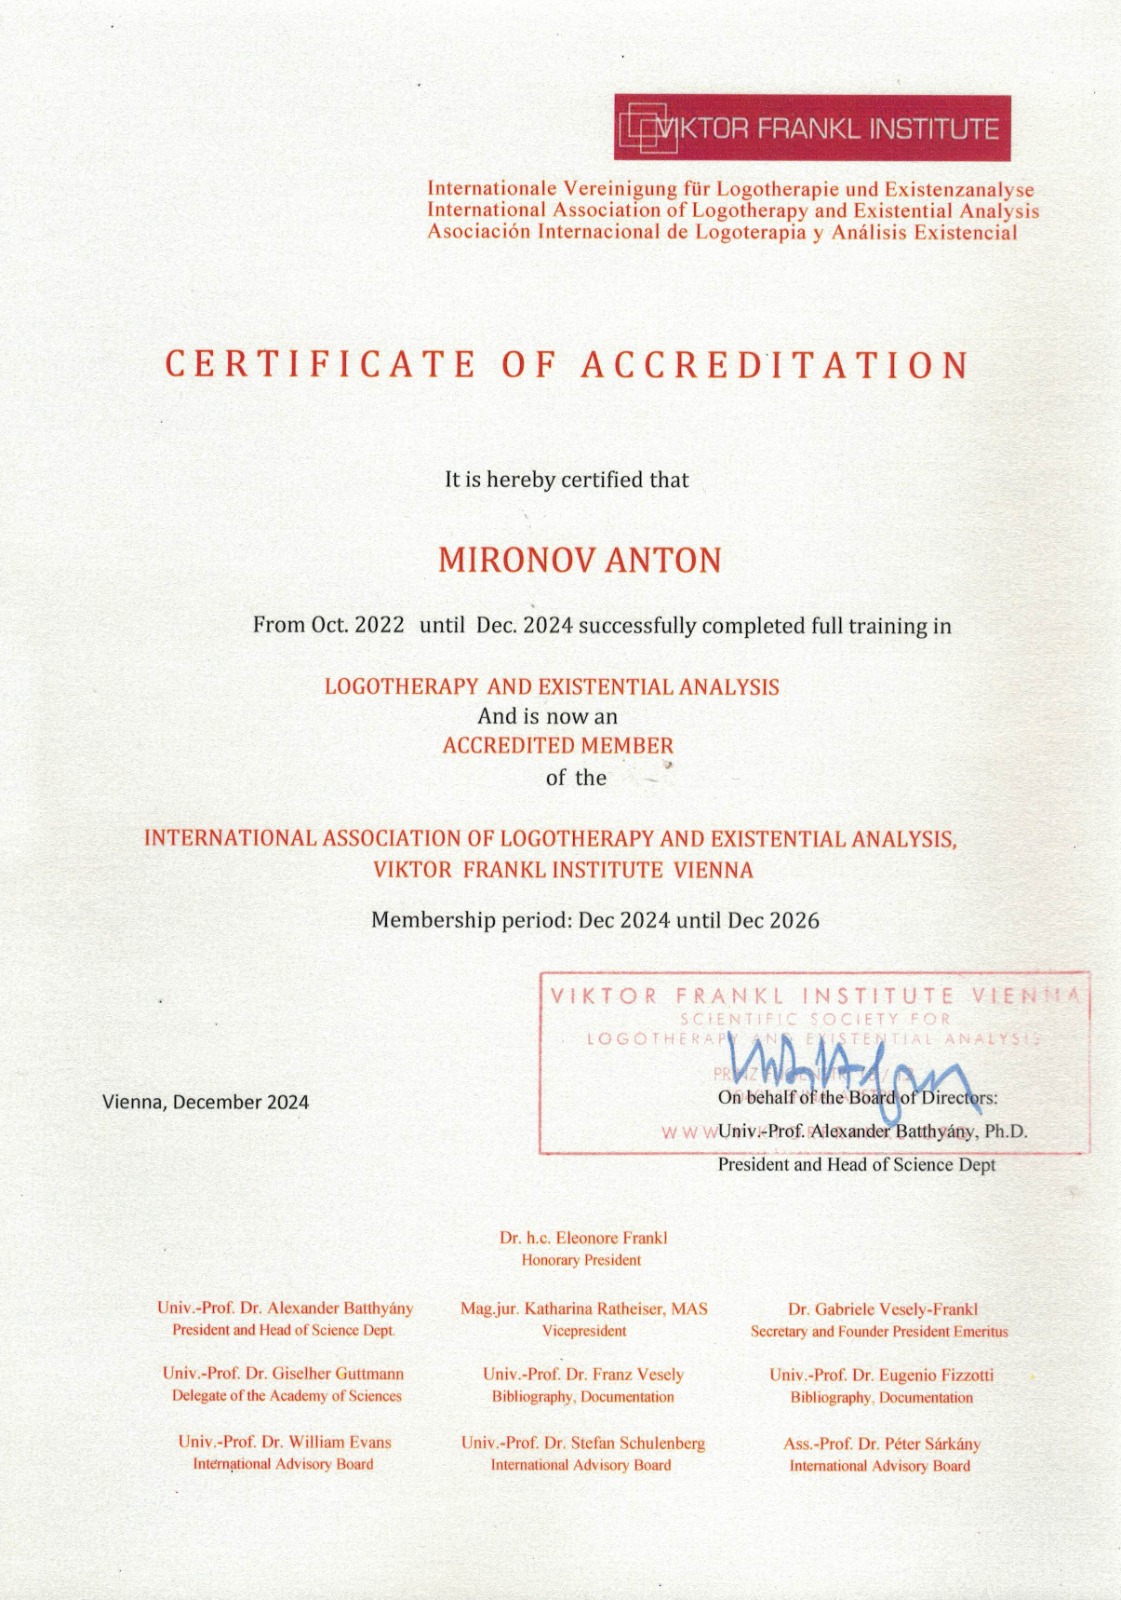 VIKTOR FRANKL INSTITUTE
Internationale Vereinigung für Logotherapie und Existenzanalyse
International Association of Logotherapy and Existential Analysis
Asociación Internacional de Logoterapia y Análisis Existencial
CERTIFICATE OF ACCREDITATION
It is hereby certified that
MIRONOV ANTON
From Oct. 2022 until Dec. 2024 successfully completed full training in
LOGOTHERAPY AND EXISTENTIAL ANALYSIS
And is now an
ACCREDITED MEMBER
of the
INTERNATIONAL ASSOCIATION OF LOGOTHERAPY AND EXISTENTIAL ANALYSIS,
VIKTOR FRANKL INSTITUTE VIENNA
Membership period: Dec 2024 until Dec 2026
VIKTOR FRANKL INSTITUTE VIENNA
SCIENTIFIC SOCIETY FOR
LOGOTHERAPY AND EXISTENTIAL ANALYSIS
Vienna, December 2024
On behalf of the Board of Directors:
Univ.-Prof. Alexander Batthyány, Ph.D.
President and Head of Science Dept
Dr. h.c. Eleonore Frankl
Honorary President
Univ.-Prof. Dr. Alexander Batthyány Mag.jur. Katharina Ratheiser, MAS Dr. Gabriele Vesely-Frankl
President and Head of Science Dept. Vicepresident Secretary and Founder President Emeritus
Univ.-Prof. Dr. Giselher Guttmann Univ.-Prof. Dr. Franz Vesely Univ.-Prof. Dr. Eugenio Fizzotti
Delegate of the Academy of Sciences Bibliography, Documentation Bibliography, Documentation
Univ.-Prof. Dr. William Evans Univ.-Prof. Dr. Stefan Schulenberg Ass.-Prof. Dr. Péter Sárkány
International Advisory Board International Advisory Board International Advisory Board